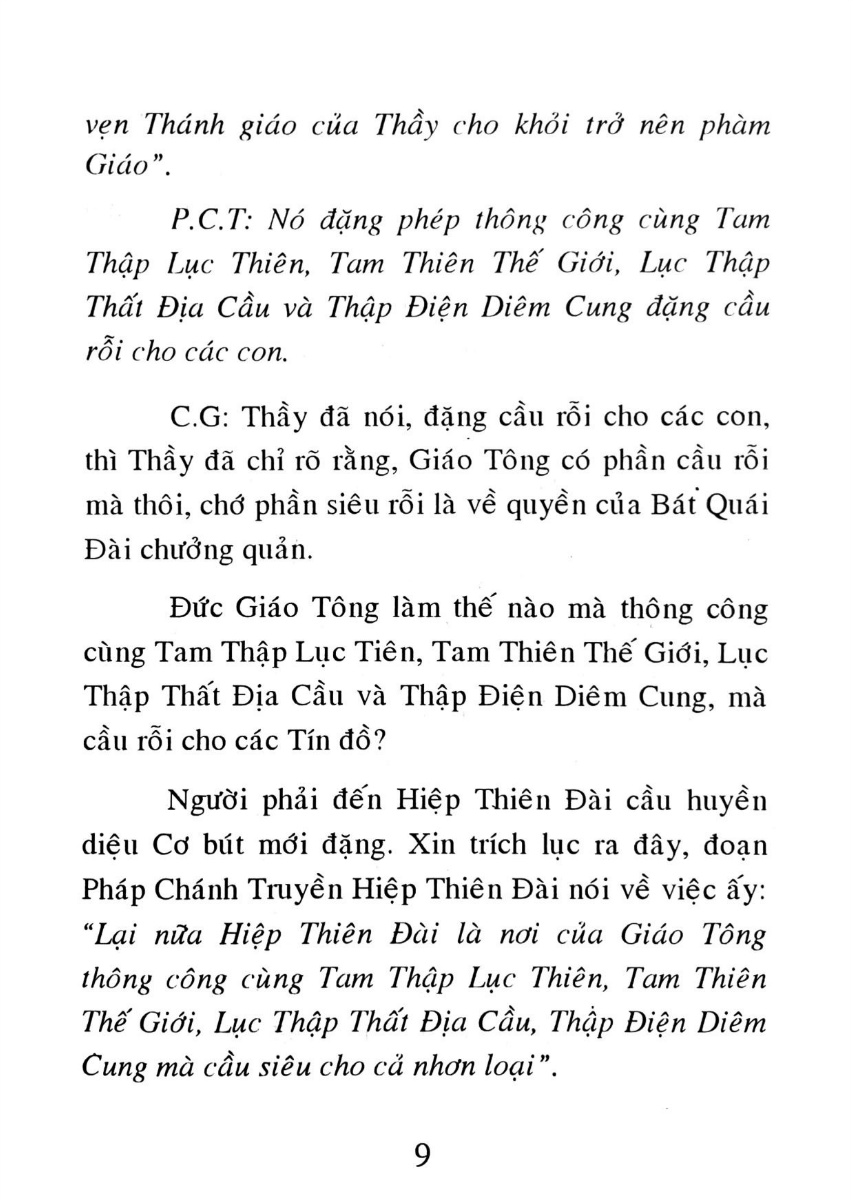 vẹn Thánh giáo của Thầy cho khỏi trở nên phàm
Giáo”.
P.C.T: Nó đặng phép thông công cùng Tam
Thập Lục Thiên, Tam Thiên Thế Giới, Lục Thập
Thất Địa Cầu và Thập Điện Diêm Cung đặng cầu
rỗi cho các con.
C.G: Thầy đã nói, đặng cầu rỗi cho các con,
thì Thầy đã chỉ rõ rằng, Giáo Tông có phần cầu rỗi
mà thôi, chớ phần siêu rỗi là về quyền của Bát Quái
Đài chưởng quản.
Đức Giáo Tông làm thế nào mà thông công
cùng Tam Thập Lục Tiên, Tam Thiên Thế Giới, Lục
Thập Thất Địa Cầu và Thập Điện Diêm Cung, mà
cầu rỗi cho các Tín đồ?
Người phải đến Hiệp Thiên Đài cầu huyền
diệu Cơ bút mới đặng. Xin trích lục ra đây, đoạn
Pháp Chánh Truyền Hiệp Thiên Đài nói về việc ấy:
“Lại nữa Hiệp Thiên Đài là nơi của Giáo Tông
thông công cùng Tam Thập Lục Thiên, Tam Thiên
Thế Giới, Lục Thập Thất Địa Cầu, Thập Điện Diêm
Cung mà cầu siêu cho cả nhơn loại”.
9